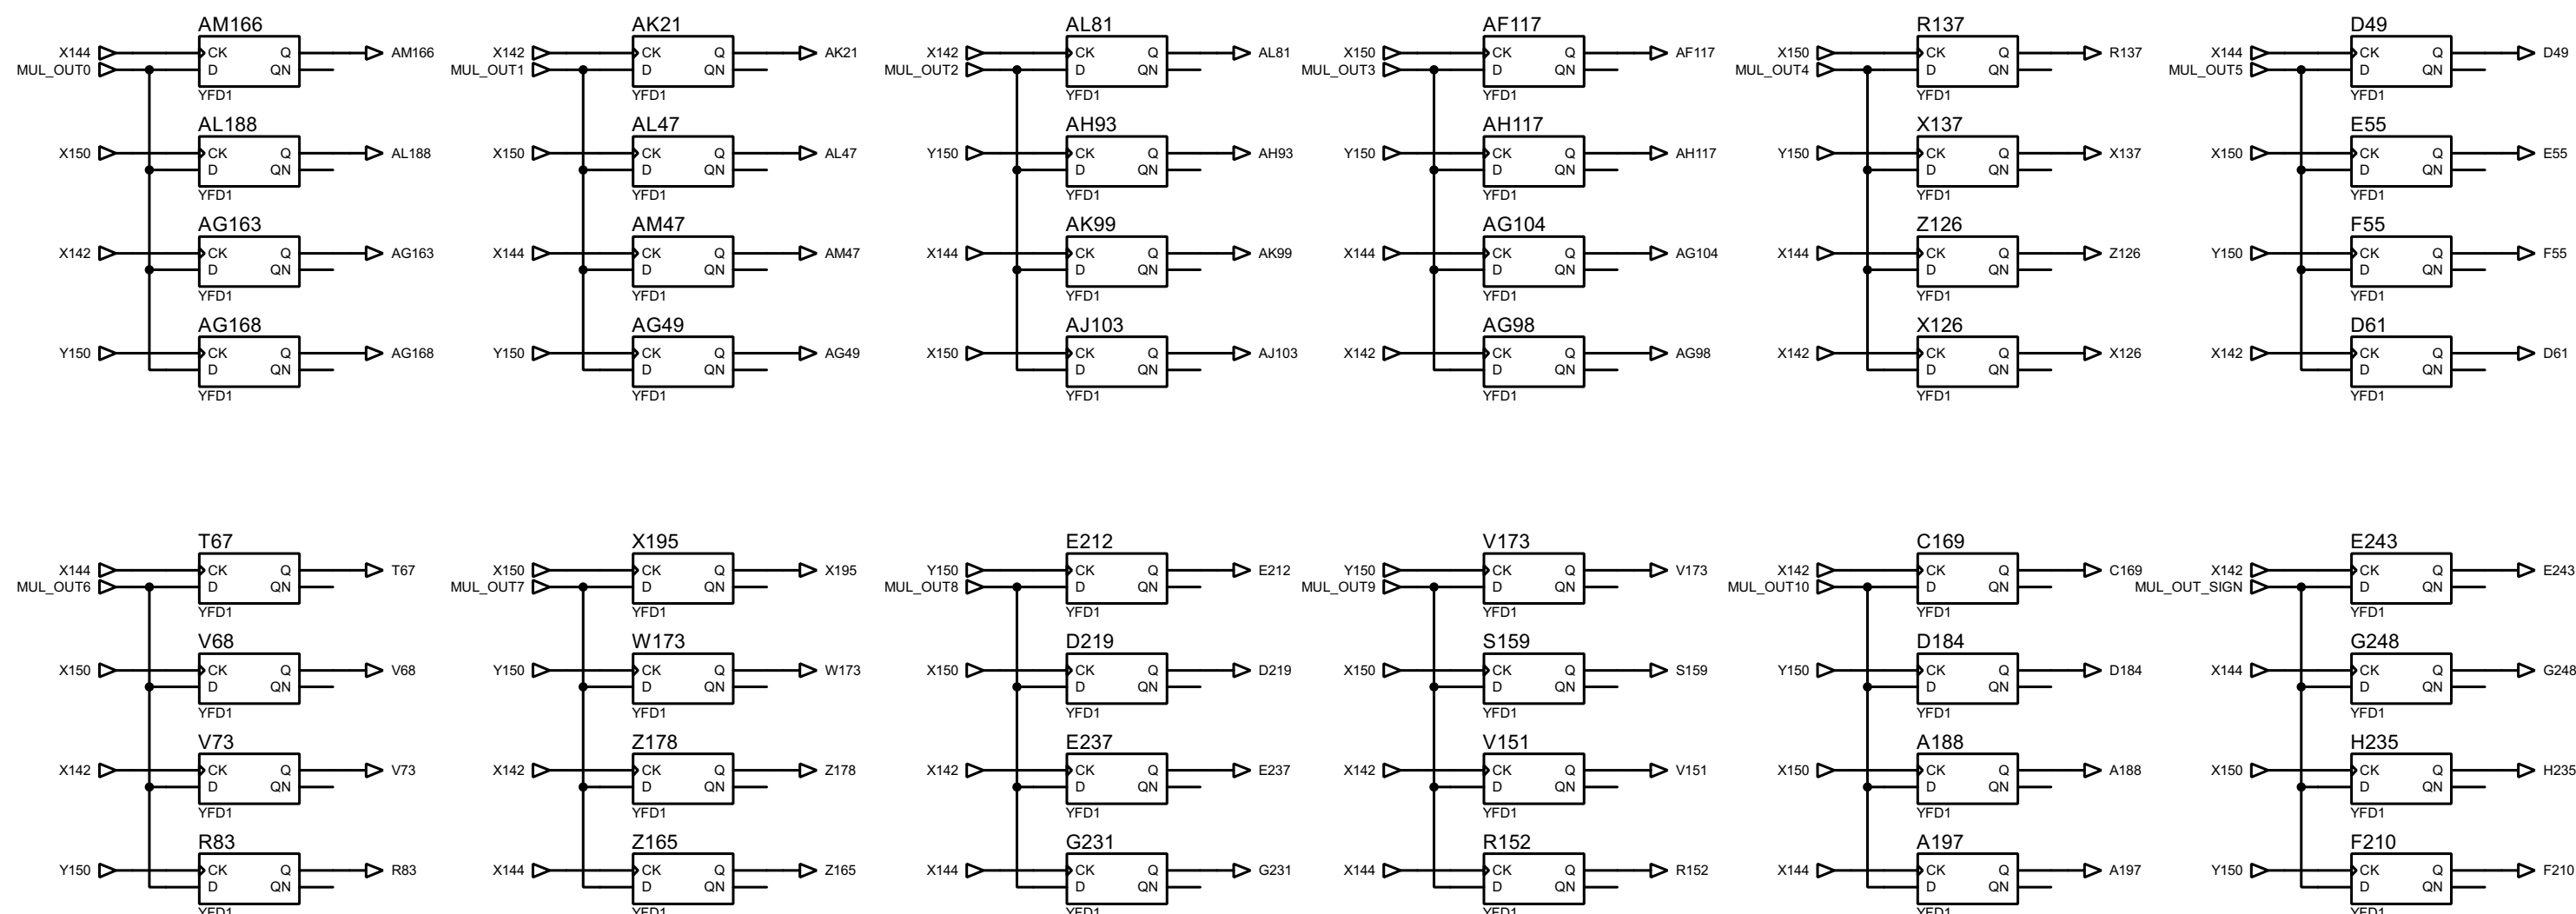 AM166 AK21 AL81 AF117 R137 D49
X144 CK Q AM166 X142 CK Q AK21 X142 CK Q AL81 X150 CK Q AF117 X150 CK Q R137 X144 CK Q D49
MUL_OUT0 D QN MUL_OUT1 D QN MUL_OUT2 D QN MUL_OUT3 D QN MUL_OUT4 D QN MUL_OUT5 D QN
YFD1 YFD1 YFD1 YFD1 YFD1 YFD1
AL188 AL47 AH93 AH117 X137 E55
X150 CK Q AL188 X150 CK Q AL47 Y150 CK Q AH93 Y150 CK Q AH117 Y150 CK Q X137 X150 CK Q E55
D QN D QN D QN D QN D QN D QN
YFD1 YFD1 YFD1 YFD1 YFD1 YFD1
AG163 AM47 AK99 AG104 Z126 F55
X142 CK Q AG163 X144 CK Q AM47 X144 CK Q AK99 X144 CK Q AG104 X144 CK Q Z126 Y150 CK Q F55
D QN D QN D QN D QN D QN D QN
YFD1 YFD1 YFD1 YFD1 YFD1 YFD1
AG168 AG49 AJ103 AG98 X126 D61
Y150 CK Q AG168 Y150 CK Q AG49 X150 CK Q AJ103 X142 CK Q AG98 X142 CK Q X126 X142 CK Q D61
D QN D QN D QN D QN D QN D QN
YFD1 YFD1 YFD1 YFD1 YFD1 YFD1
T67 X195 E212 V173 C169 E243
X144 CK Q T67 X150 CK Q X195 Y150 CK Q E212 Y150 CK Q V173 X142 CK Q C169 X142 CK Q E243
MUL_OUT6 D QN MUL_OUT7 D QN MUL_OUT8 D QN MUL_OUT9 D QN MUL_OUT10 D QN MUL_OUT_SIGN D QN
YFD1 YFD1 YFD1 YFD1 YFD1 YFD1
V68 W173 D219 S159 D184 G248
X150 CK Q V68 Y150 CK Q W173 X150 CK Q D219 X150 CK Q S159 Y150 CK Q D184 X144 CK Q G248
D QN D QN D QN D QN D QN D QN
YFD1 YFD1 YFD1 YFD1 YFD1 YFD1
V73 Z178 E237 V151 A188 H235
X142 CK Q V73 X142 CK Q Z178 X142 CK Q E237 X142 CK Q V151 X150 CK Q A188 X150 CK Q H235
D QN D QN D QN D QN D QN D QN
YFD1 YFD1 YFD1 YFD1 YFD1 YFD1
R83 Z165 G231 R152 A197 F210
Y150 CK Q R83 X144 CK Q Z165 X144 CK Q G231 X144 CK Q R152 X144 CK Q A197 Y150 CK Q F210
D QN D QN D QN D QN D QN D QN
YFD1 YFD1 YFD1 YFD1 YFD1 YFD1